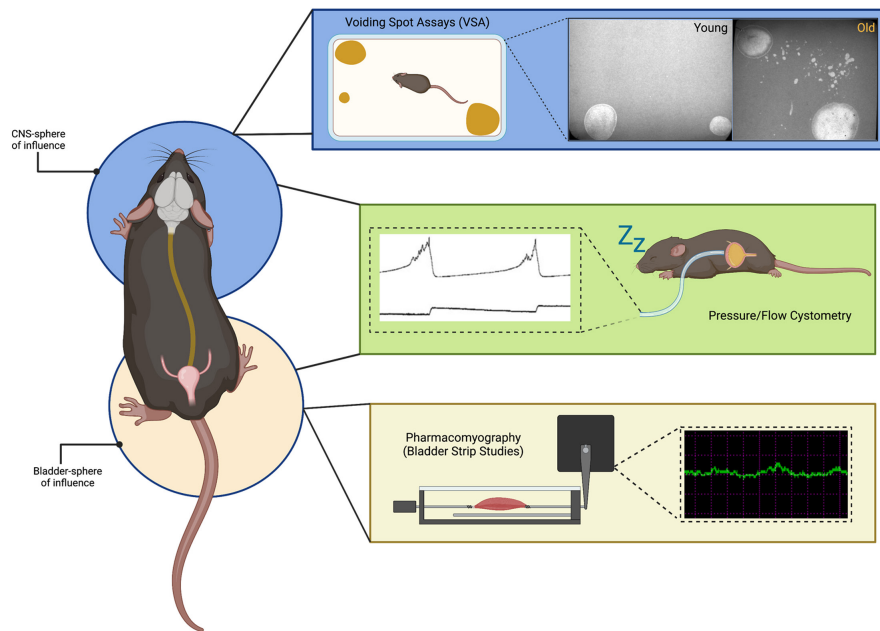 Voiding Spot Assays (VSA)
Young
Old
CNS-sphere
of influence
Zz
Pressure/Flow Cystometry
Pharmacomyography
(Bladder Strip Studies)
Bladder-sphere
of influence